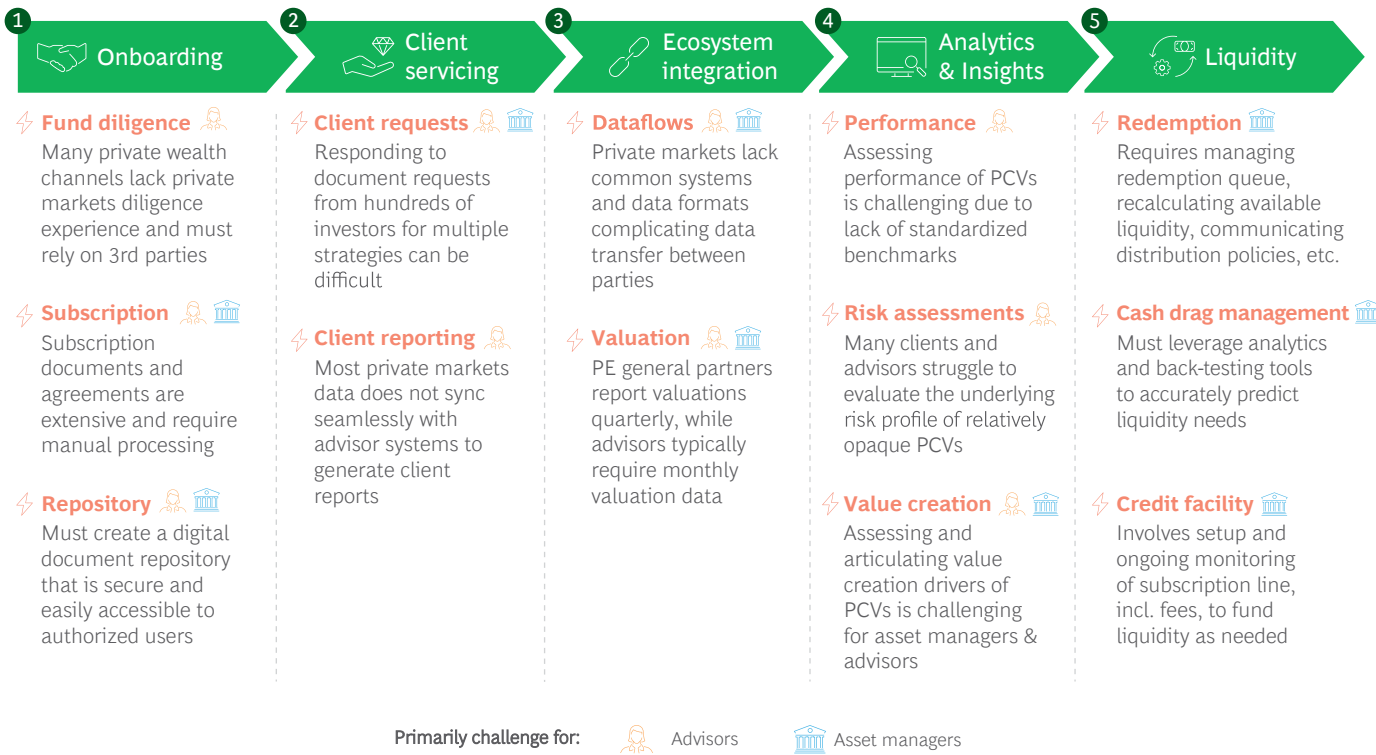 1
Onboarding
Fund diligence
Many private wealth
channels lack private
markets diligence
experience and must
rely on 3rd parties
Subscription
Subscription
documents and
agreements are
extensive and require
manual processing
Repository
Must create a digital
document repository
that is secure and
easily accessible to
authorized users
2
Client
servicing
Client requests
Responding to
document requests
from hundreds of
investors for multiple
strategies can be
difficult
Client reporting
Most private markets
data does not sync
seamlessly with
advisor systems to
generate client
reports
3
Ecosystem
integration
Dataflows
Private markets lack
common systems
and data formats
complicating data
transfer between
parties
Valuation
PE general partners
report valuations
quarterly, while
advisors typically
require monthly
valuation data
4
Analytics
& Insights
Performance
Assessing
performance of PCVs
is challenging due to
lack of standardized
benchmarks
Risk assessments
Many clients and
advisors struggle to
evaluate the underlying
risk profile of relatively
opaque PCVs
Value creation
Assessing and
articulating value
creation drivers of
PCVs is challenging
for asset managers &
advisors
5
Liquidity
Redemption
Requires managing
redemption queue,
recalculating available
liquidity, communicating
distribution policies, etc.
Cash drag management
Must leverage analytics
and back-testing tools
to accurately predict
liquidity needs
Credit facility
Involves setup and
ongoing monitoring
of subscription line,
incl. fees, to fund
liquidity as needed
Primarily challenge for:
Advisors
Asset managers